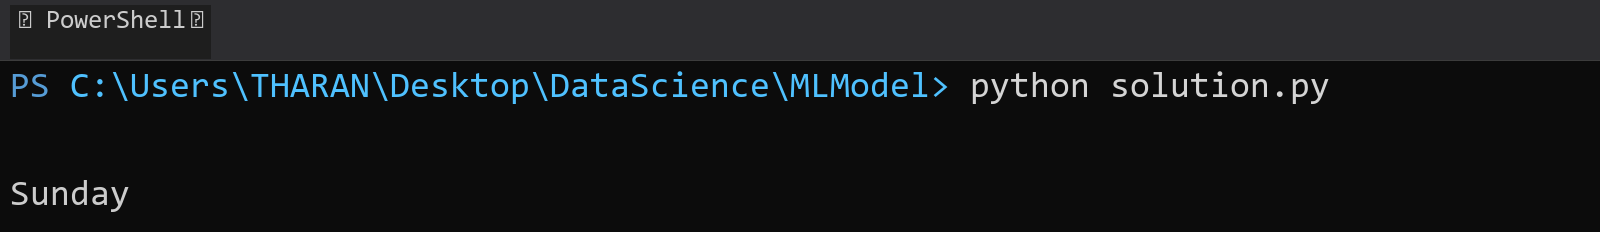 PowerShell
PS C:\Users\THARAN\Desktop\DataScience\MLModel> python solution.py
Sunday